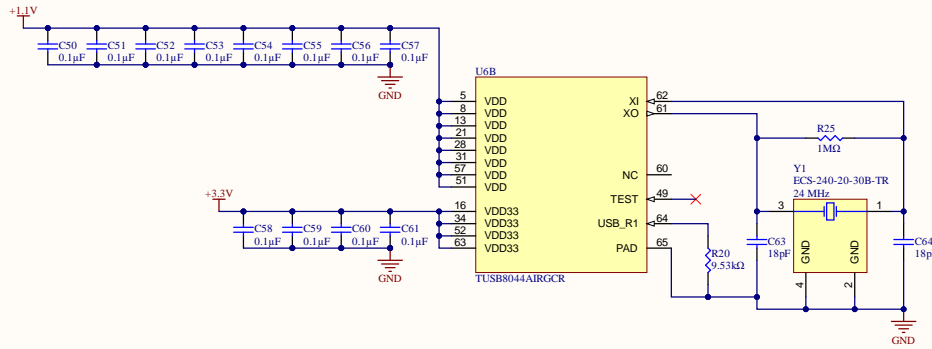 +1.1V
C50
0.1µF
C51
0.1µF
C52
0.1µF
C53
0.1µF
C54
0.1µF
C55
0.1µF
C56
0.1µF
C57
0.1µF
GND
U6B
5 VDD
8 VDD
13 VDD
21 VDD
28 VDD
31 VDD
57 VDD
51 VDD
16 VDD33
34 VDD33
52 VDD33
63 VDD33
XI 62
XO 61
NC 60
TEST 49
USB_R1 64
PAD 65
TUSB8044AIRGCR
+3.3V
C58
0.1µF
C59
0.1µF
C60
0.1µF
C61
0.1µF
GND
R25
1MΩ
Y1
ECS-240-20-30B-TR
24 MHz
3
1
GND
GND
4
2
C63
18pF
C64
18p
R20
9.53kΩ
GND